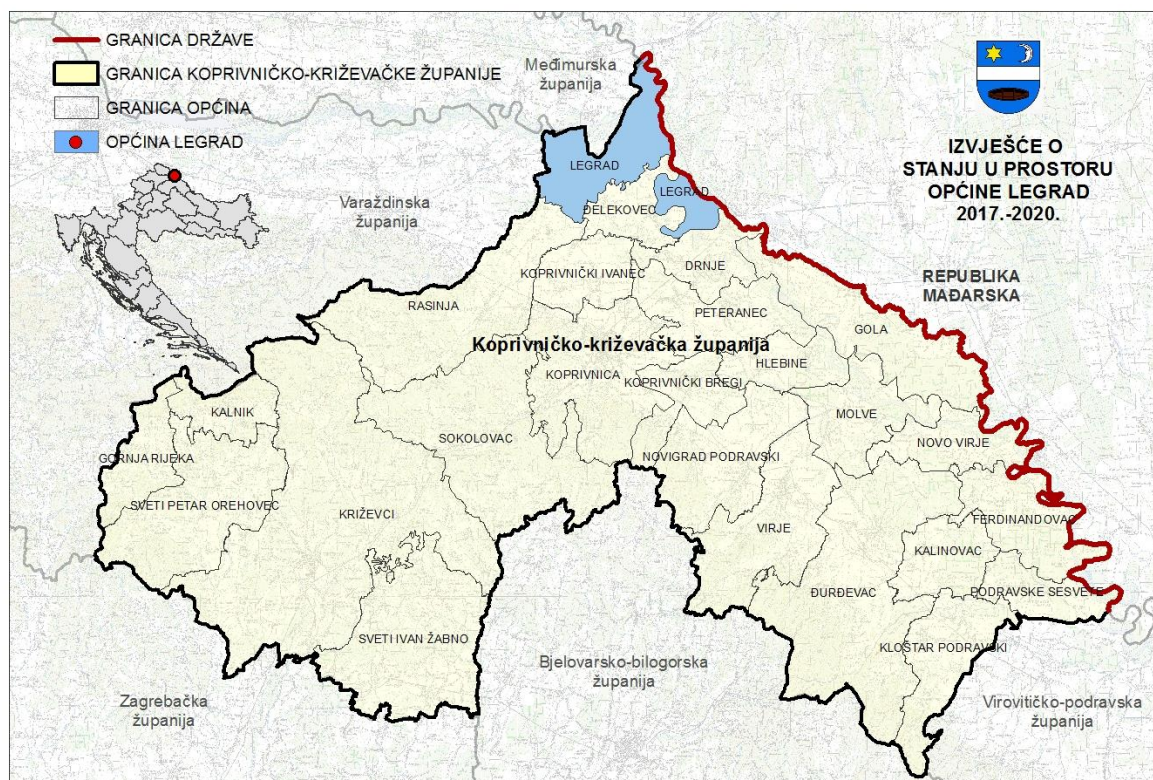 GRANICA DRŽAVE
GRANICA KOPRIVNIČKO-KRIŽEVAČKE ŽUPANIJE
GRANICA OPĆINA
OPĆINA LEGRAD
Međimurska
županija
IZVJEŠĆE O
STANJU U PROSTORU
OPĆINE LEGRAD
2017.-2020.
LEGRAD
LEGRAD
Varaždinska
županija
ĐELEKOVEC
KOPRIVNIČKI IVANEC
DRNJE
REPUBLIKA
MAĐARSKA
RASINJA
PETERANEC
GOLA
Koprivničko-križevačka županija
HLEBINE
KOPRIVNICA
KOPRIVNIČKI BREGI
KALNIK
MOLVE
SOKOLOVAC
NOVO VIRJE
GORNJA RIJEKA
NOVIGRAD PODRAVSKI
SVETI PETAR OREHOVEC
KRIŽEVCI
FERDINANDOVAC
VIRJE
KALINOVAC
ĐURĐEVAC
PODRAVSKE SESVETE
SVETI IVAN ŽABNO
KLOŠTAR PODRAVSKI
Bjelovarsko-bilogorska
županija
Zagrebačka
županija
Virovitičko-podravska
županija